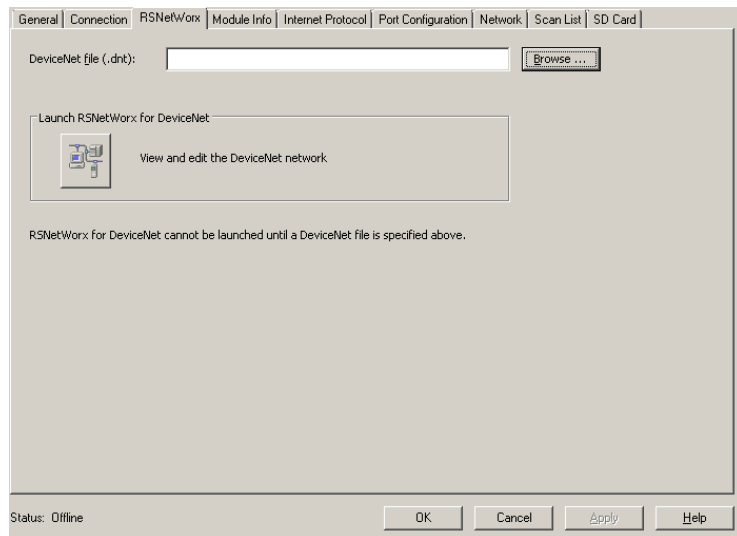 General Connection RSNetWorx Module Info Internet Protocol Port Configuration Network Scan List SD Card
DeviceNet file (.dnt): Browse ...
Launch RSNetWorx for DeviceNet
View and edit the DeviceNet network
RSNetWorx for DeviceNet cannot be launched until a DeviceNet file is specified above.
Status: Offline OK Cancel Apply Help